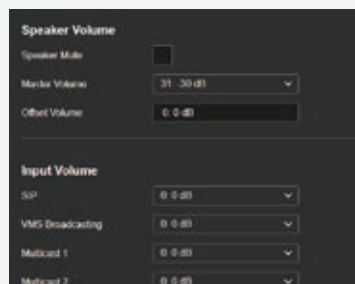 Speaker Volume
Speaker Mute
Master Volume 31: -30 dB
Offset Volume 0: 0 dB
Input Volume
SIP 0: 0 dB
VMS Broadcasting 0: 0 dB
Multicast 1 0: 0 dB
Multicast 2 0: 0 dB